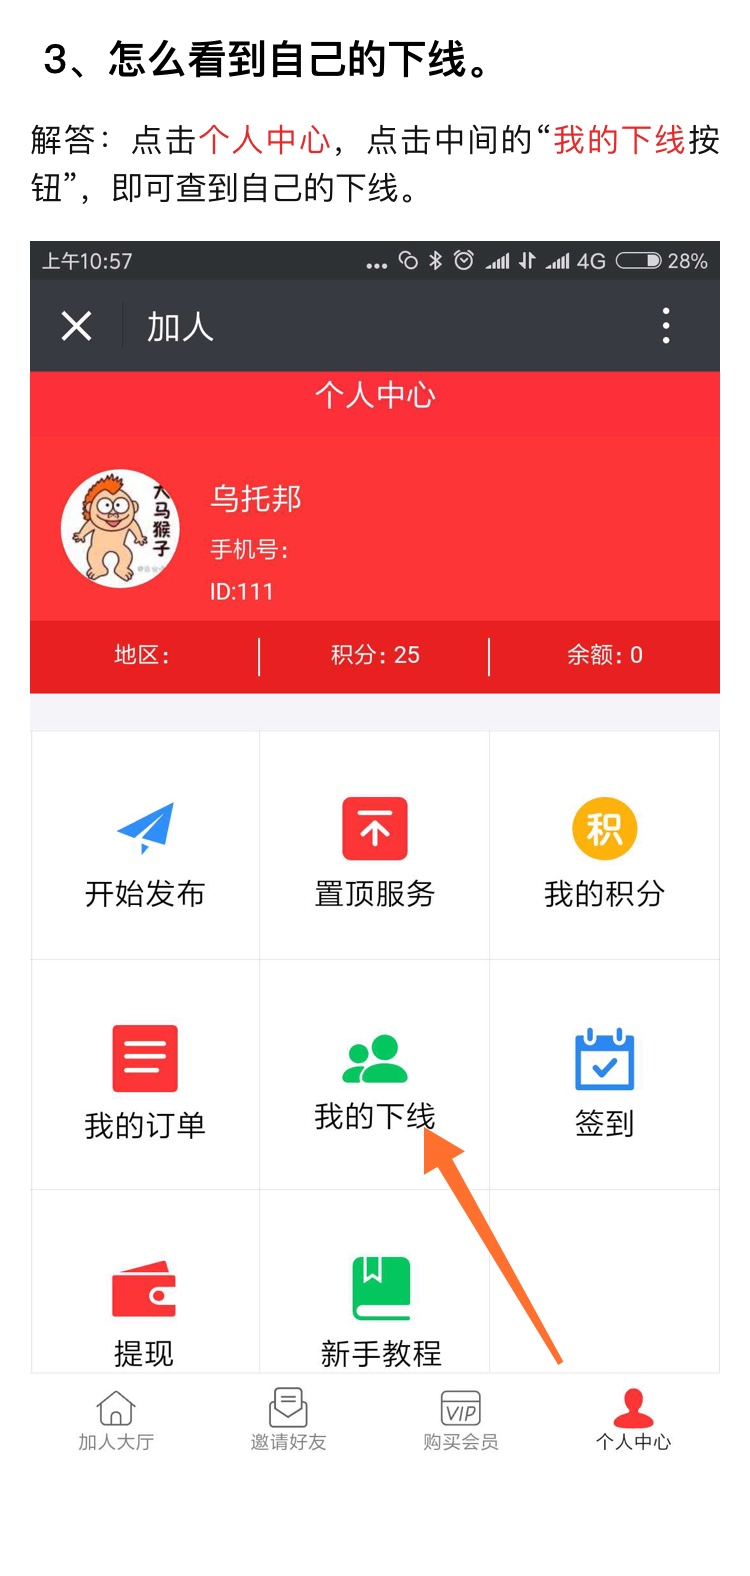 3、怎么看到自己的下线。
解答：点击个人中心，点击中间的“我的下线按
钮”，即可查到自己的下线。
上午10:57
4G
28%
加人
个人中心
大马猴子
乌托邦
手机号：
ID:111
地区：
积分：25
余额：0
积
开始发布
置顶服务
我的积分
我的订单
我的下线
签到
提现
新手教程
VIP
加人大厅
邀请好友
购买会员
个人中心